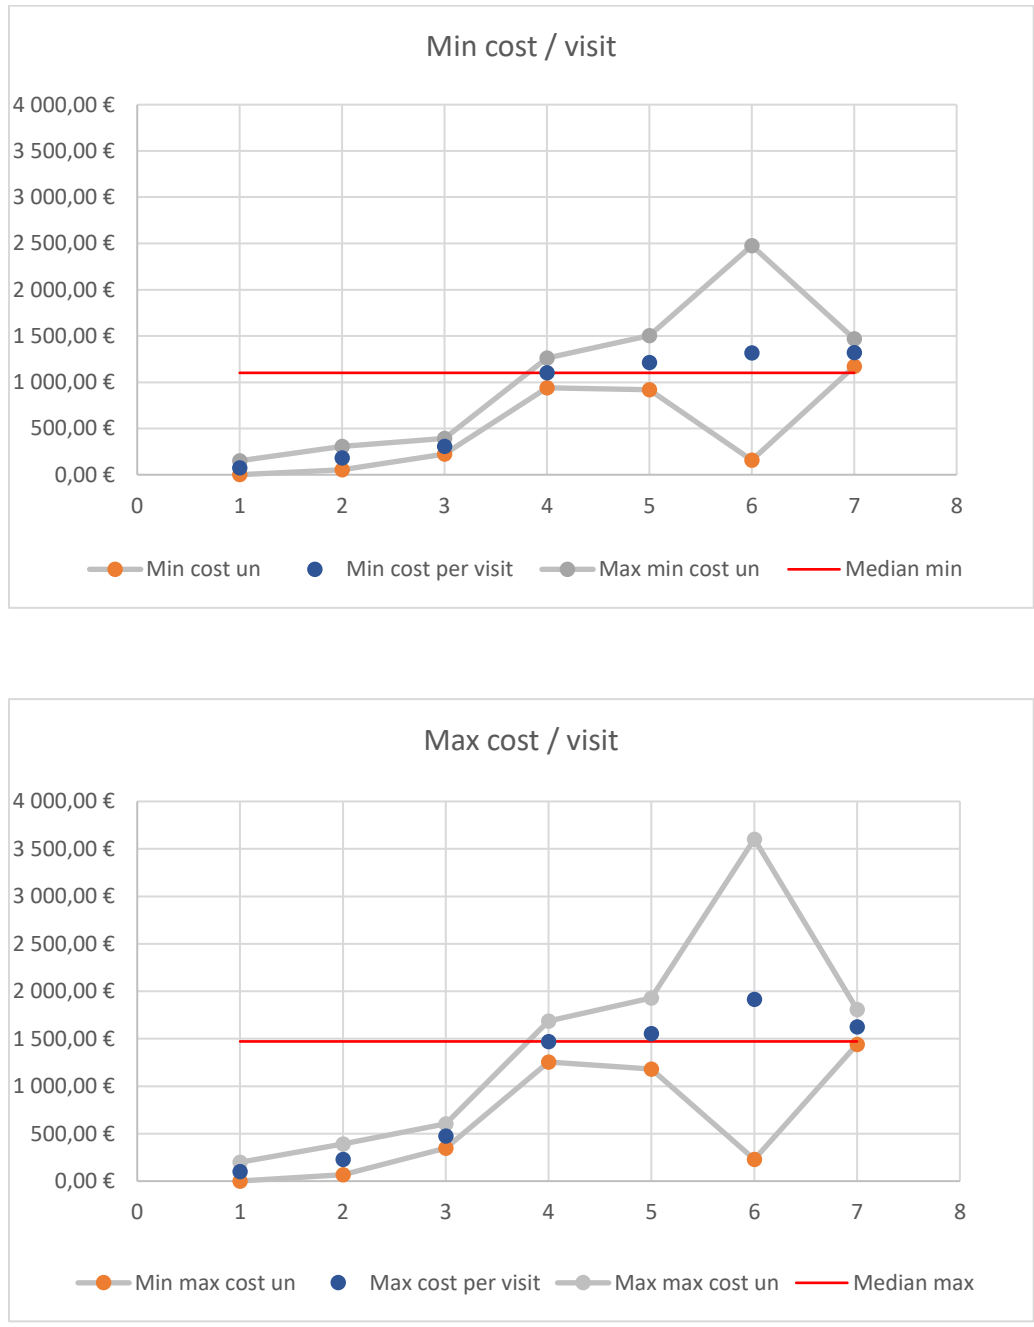 Min cost / visit
4 000,00 €
3 500,00 €
3 000,00 €
2 500,00 €
2 000,00 €
1 500,00 €
1 000,00 €
500,00 €
0,00 €
0 1 2 3 4 5 6 7 8
Min cost un Min cost per visit Max min cost un Median min
Max cost / visit
4 000,00 €
3 500,00 €
3 000,00 €
2 500,00 €
2 000,00 €
1 500,00 €
1 000,00 €
500,00 €
0,00 €
0 1 2 3 4 5 6 7 8
Min max cost un Max cost per visit Max max cost un Median max